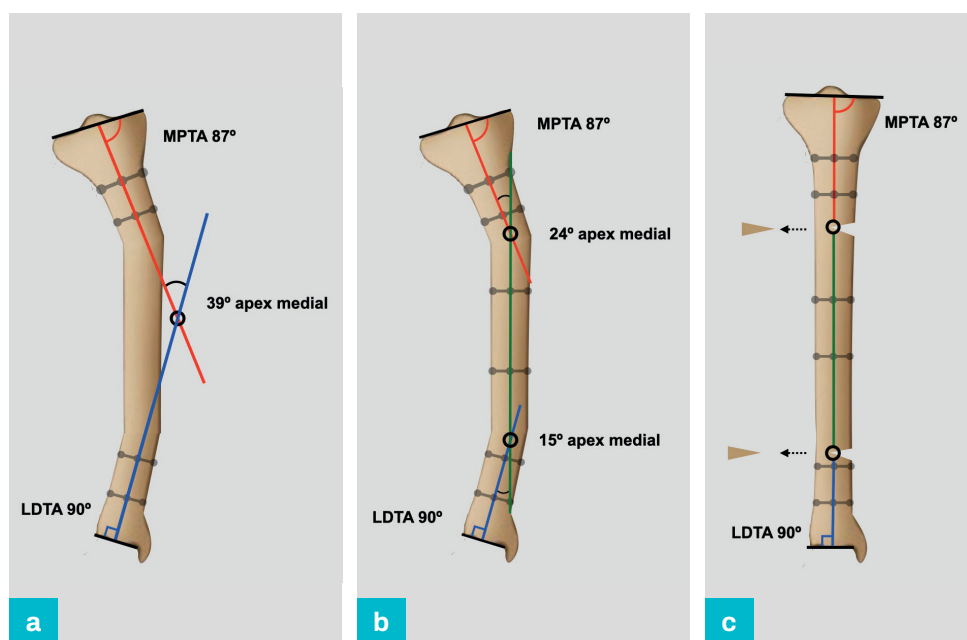 MPTA 87º
39º apex medial
LDTA 90º
a
MPTA 87º
24º apex medial
15º apex medial
LDTA 90º
b
MPTA 87º
LDTA 90º
c